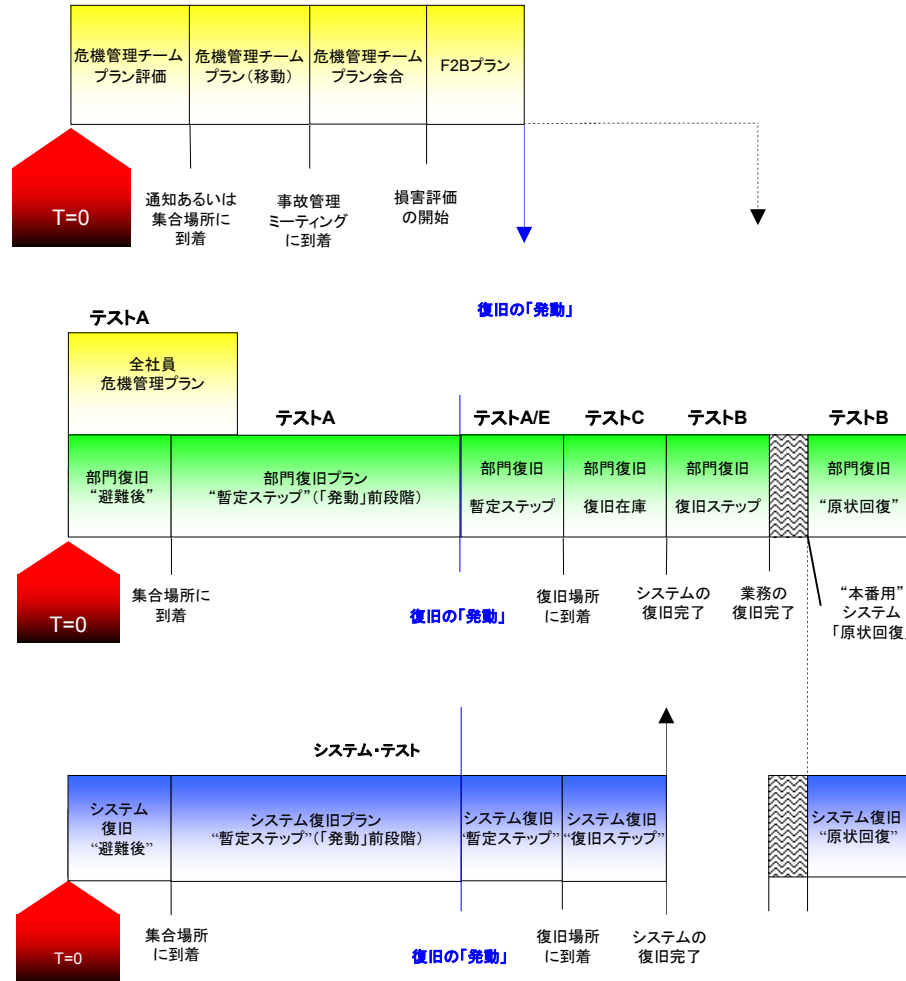 危機管理チーム
プラン評価
危機管理チーム
プラン(移動)
危機管理チーム
プラン会合
F2Bプラン
T=0
通知あるいは
集合場所に
到着
事故管理
ミーティング
に到着
損害評価
の開始
復旧の「発動」
テストA
全社員
危機管理プラン
テストA
テストA/E
テストC
テストB
テストB
部門復旧
“避難後”
部門復旧プラン
“暫定ステップ”(「発動」前段階)
部門復旧
暫定ステップ
部門復旧
復旧在庫
部門復旧
復旧ステップ
部門復旧
“原状回復”
T=0
集合場所に
到着
復旧の「発動」
復旧場所
に到着
システムの
復旧完了
業務の
復旧完了
“本番用”
システム
「原状回復」
システム・テスト
システム
復旧
“避難後”
システム復旧プラン
“暫定ステップ”(「発動」前段階)
システム復旧
“暫定ステップ”
システム復旧
“復旧ステップ”
システム復旧
“原状回復”
T=0
集合場所
に到着
復旧の「発動」
復旧場所
に到着
システムの
復旧完了